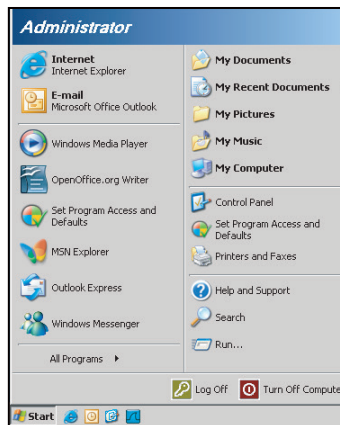 Administrator
Internet
Internet Explorer
E-mail
Microsoft Office Outlook
Windows Media Player
OpenOffice.org Writer
Set Program Access and
Defaults
MSN Explorer
Outlook Express
Windows Messenger
All Programs
My Documents
My Recent Documents
My Pictures
My Music
My Computer
Control Panel
Set Program Access and
Defaults
Printers and Faxes
Help and Support
Search
Run...
Log Off
Turn Off Compute
Start